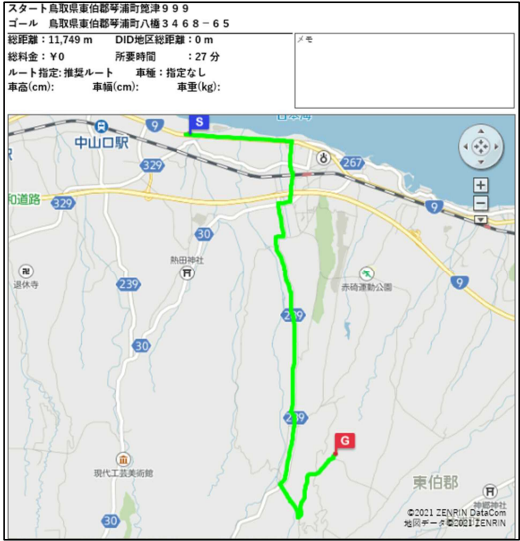 スタート鳥取県東伯郡琴浦町箆津９９９
ゴール　鳥取県東伯郡琴浦町八橋３４６８－６５
総距離：11,749 m　DID地区総距離：0 m
総料金：￥0　所要時間　：27 分
ルート指定: 推奨ルート　車種：指定なし
車高(cm):　車幅(cm):　車重(kg):
メモ
S
日本海
9
中山口駅
329
267
和道路
329
9
30
熱田神社
退休寺
239
赤碕運動公園
9
289
30
289
G
現代工芸美術館
東伯郡
神郷神社
30
©2021 ZENRIN DataCom
地図データ©2021 ZENRIN